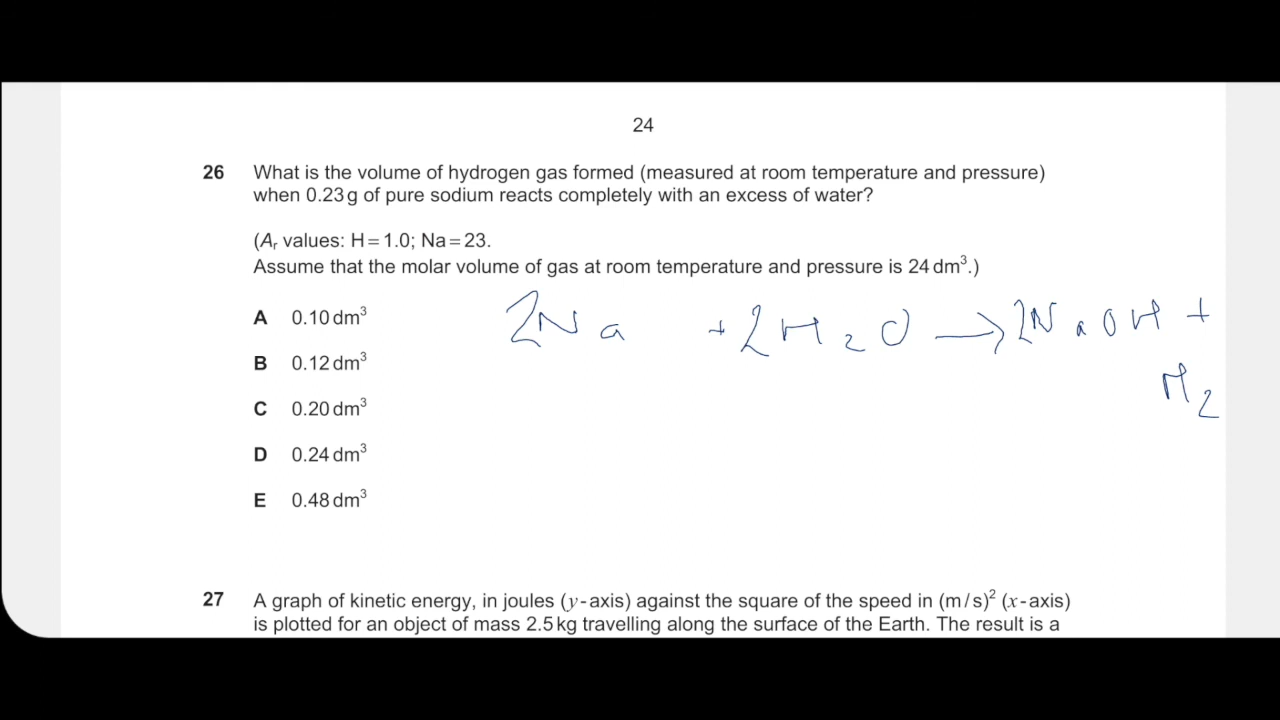 24
26 What is the volume of hydrogen gas formed (measured at room temperature and pressure)
when 0.23 g of pure sodium reacts completely with an excess of water?
(Aᵣ values: H = 1.0; Na = 23.
Assume that the molar volume of gas at room temperature and pressure is 24 dm³.)
A 0.10 dm³
B 0.12 dm³
C 0.20 dm³
D 0.24 dm³
E 0.48 dm³
2Na + 2H₂O → 2NaOH +
H₂
27 A graph of kinetic energy, in joules (y-axis) against the square of the speed in (m/s)² (x-axis)
is plotted for an object of mass 2.5 kg travelling along the surface of the Earth. The result is a